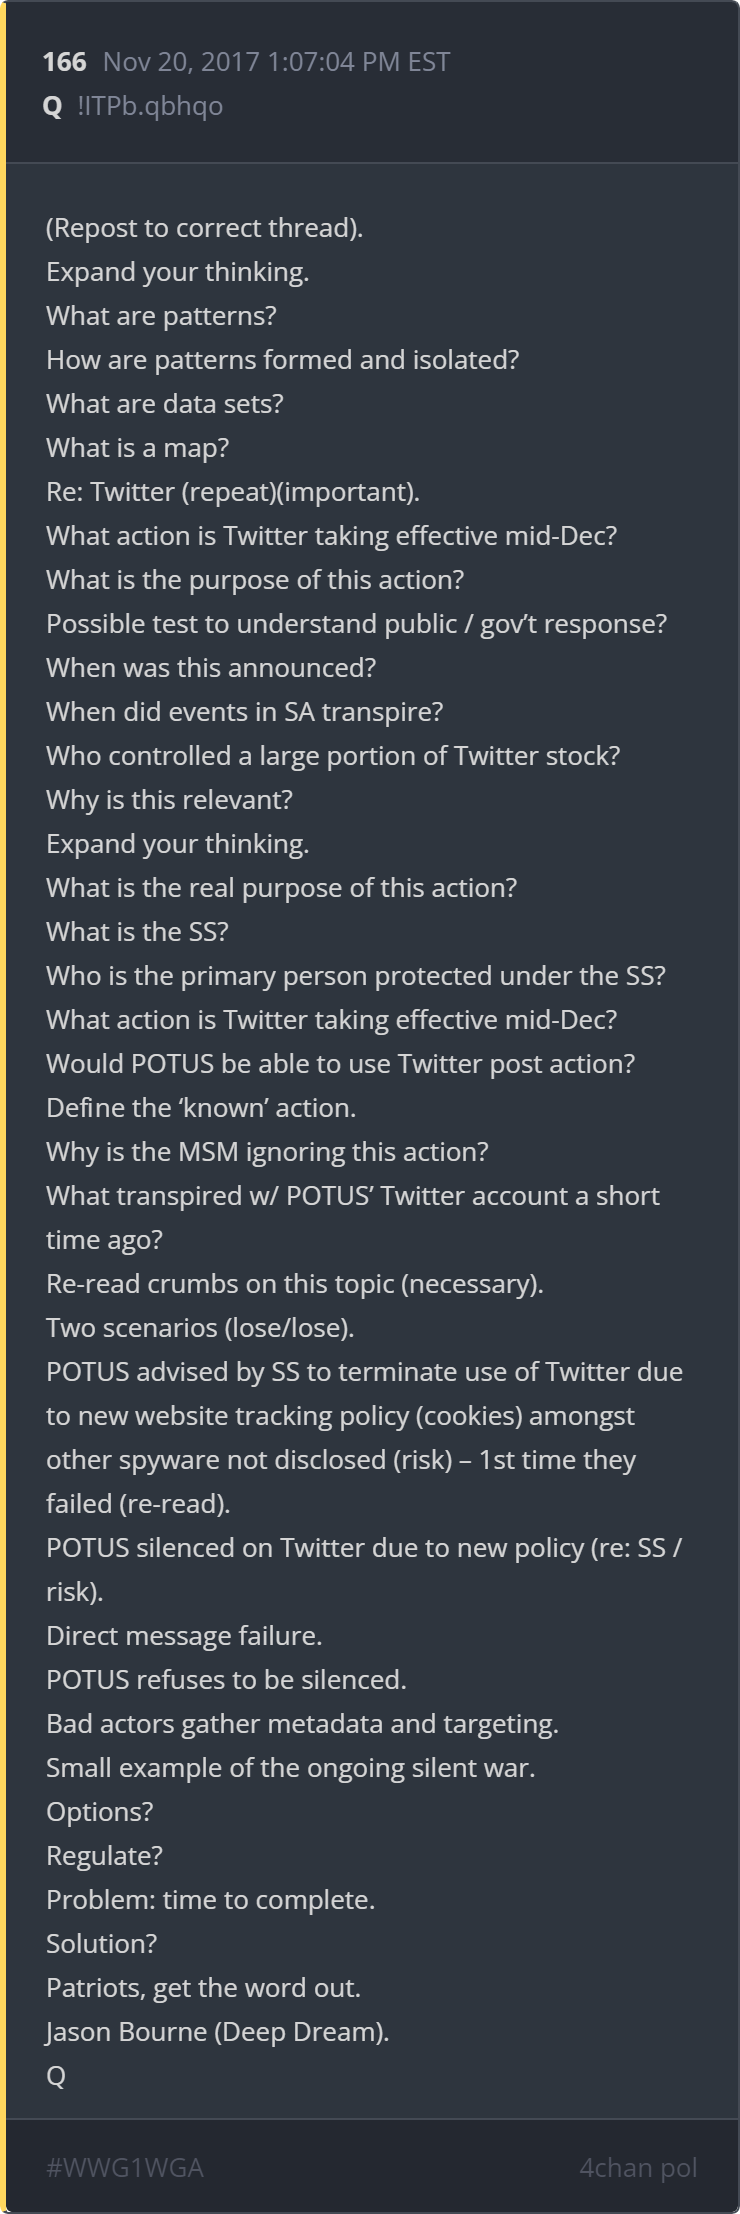 166 Nov 20, 2017 1:07:04 PM EST
Q !ITPb.qbhqo
(Repost to correct thread).
Expand your thinking.
What are patterns?
How are patterns formed and isolated?
What are data sets?
What is a map?
Re: Twitter (repeat)(important).
What action is Twitter taking effective mid-Dec?
What is the purpose of this action?
Possible test to understand public / gov’t response?
When was this announced?
When did events in SA transpire?
Who controlled a large portion of Twitter stock?
Why is this relevant?
Expand your thinking.
What is the real purpose of this action?
What is the SS?
Who is the primary person protected under the SS?
What action is Twitter taking effective mid-Dec?
Would POTUS be able to use Twitter post action?
Define the ‘known’ action.
Why is the MSM ignoring this action?
What transpired w/ POTUS’ Twitter account a short
time ago?
Re-read crumbs on this topic (necessary).
Two scenarios (lose/lose).
POTUS advised by SS to terminate use of Twitter due
to new website tracking policy (cookies) amongst
other spyware not disclosed (risk) – 1st time they
failed (re-read).
POTUS silenced on Twitter due to new policy (re: SS /
risk).
Direct message failure.
POTUS refuses to be silenced.
Bad actors gather metadata and targeting.
Small example of the ongoing silent war.
Options?
Regulate?
Problem: time to complete.
Solution?
Patriots, get the word out.
Jason Bourne (Deep Dream).
Q
#WWG1WGA 4chan pol